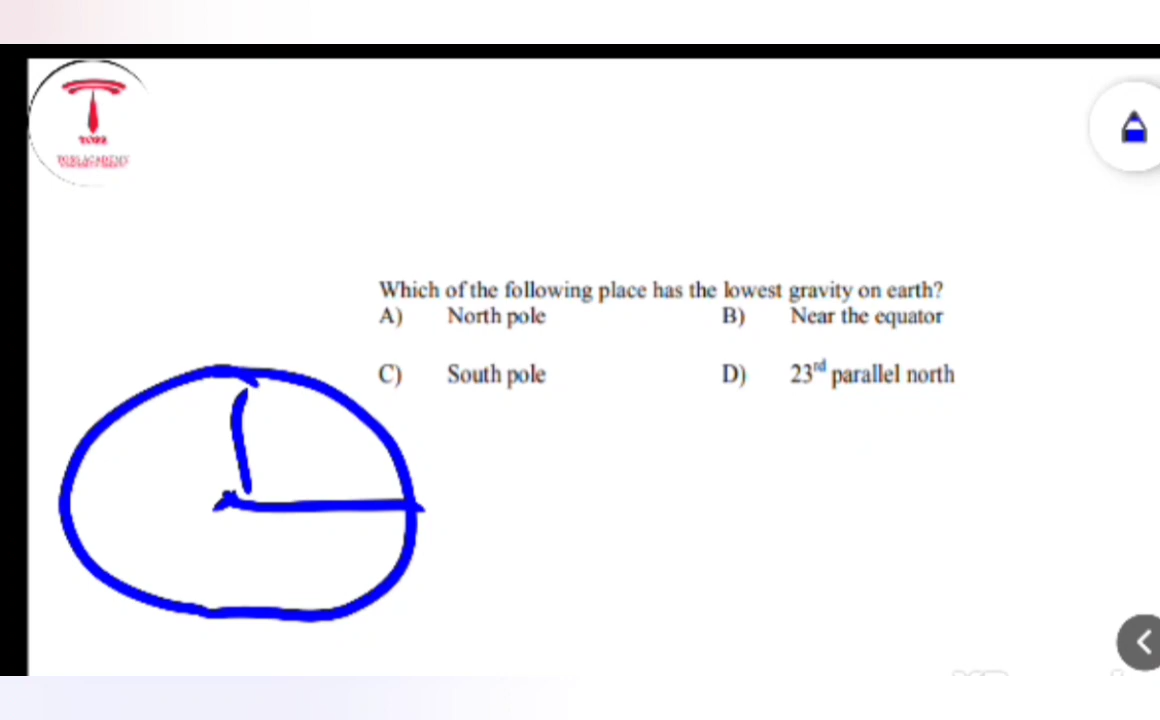 Which of the following place has the lowest gravity on earth?
A) North pole B) Near the equator
C) South pole D) 23rd parallel north